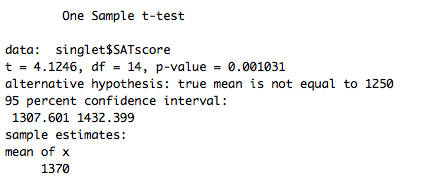 One Sample t-test
data:  singlet$SATscore
t = 4.1246, df = 14, p-value = 0.001031
alternative hypothesis: true mean is not equal to 1250
95 percent confidence interval:
1307.601 1432.399
sample estimates:
mean of x
1370